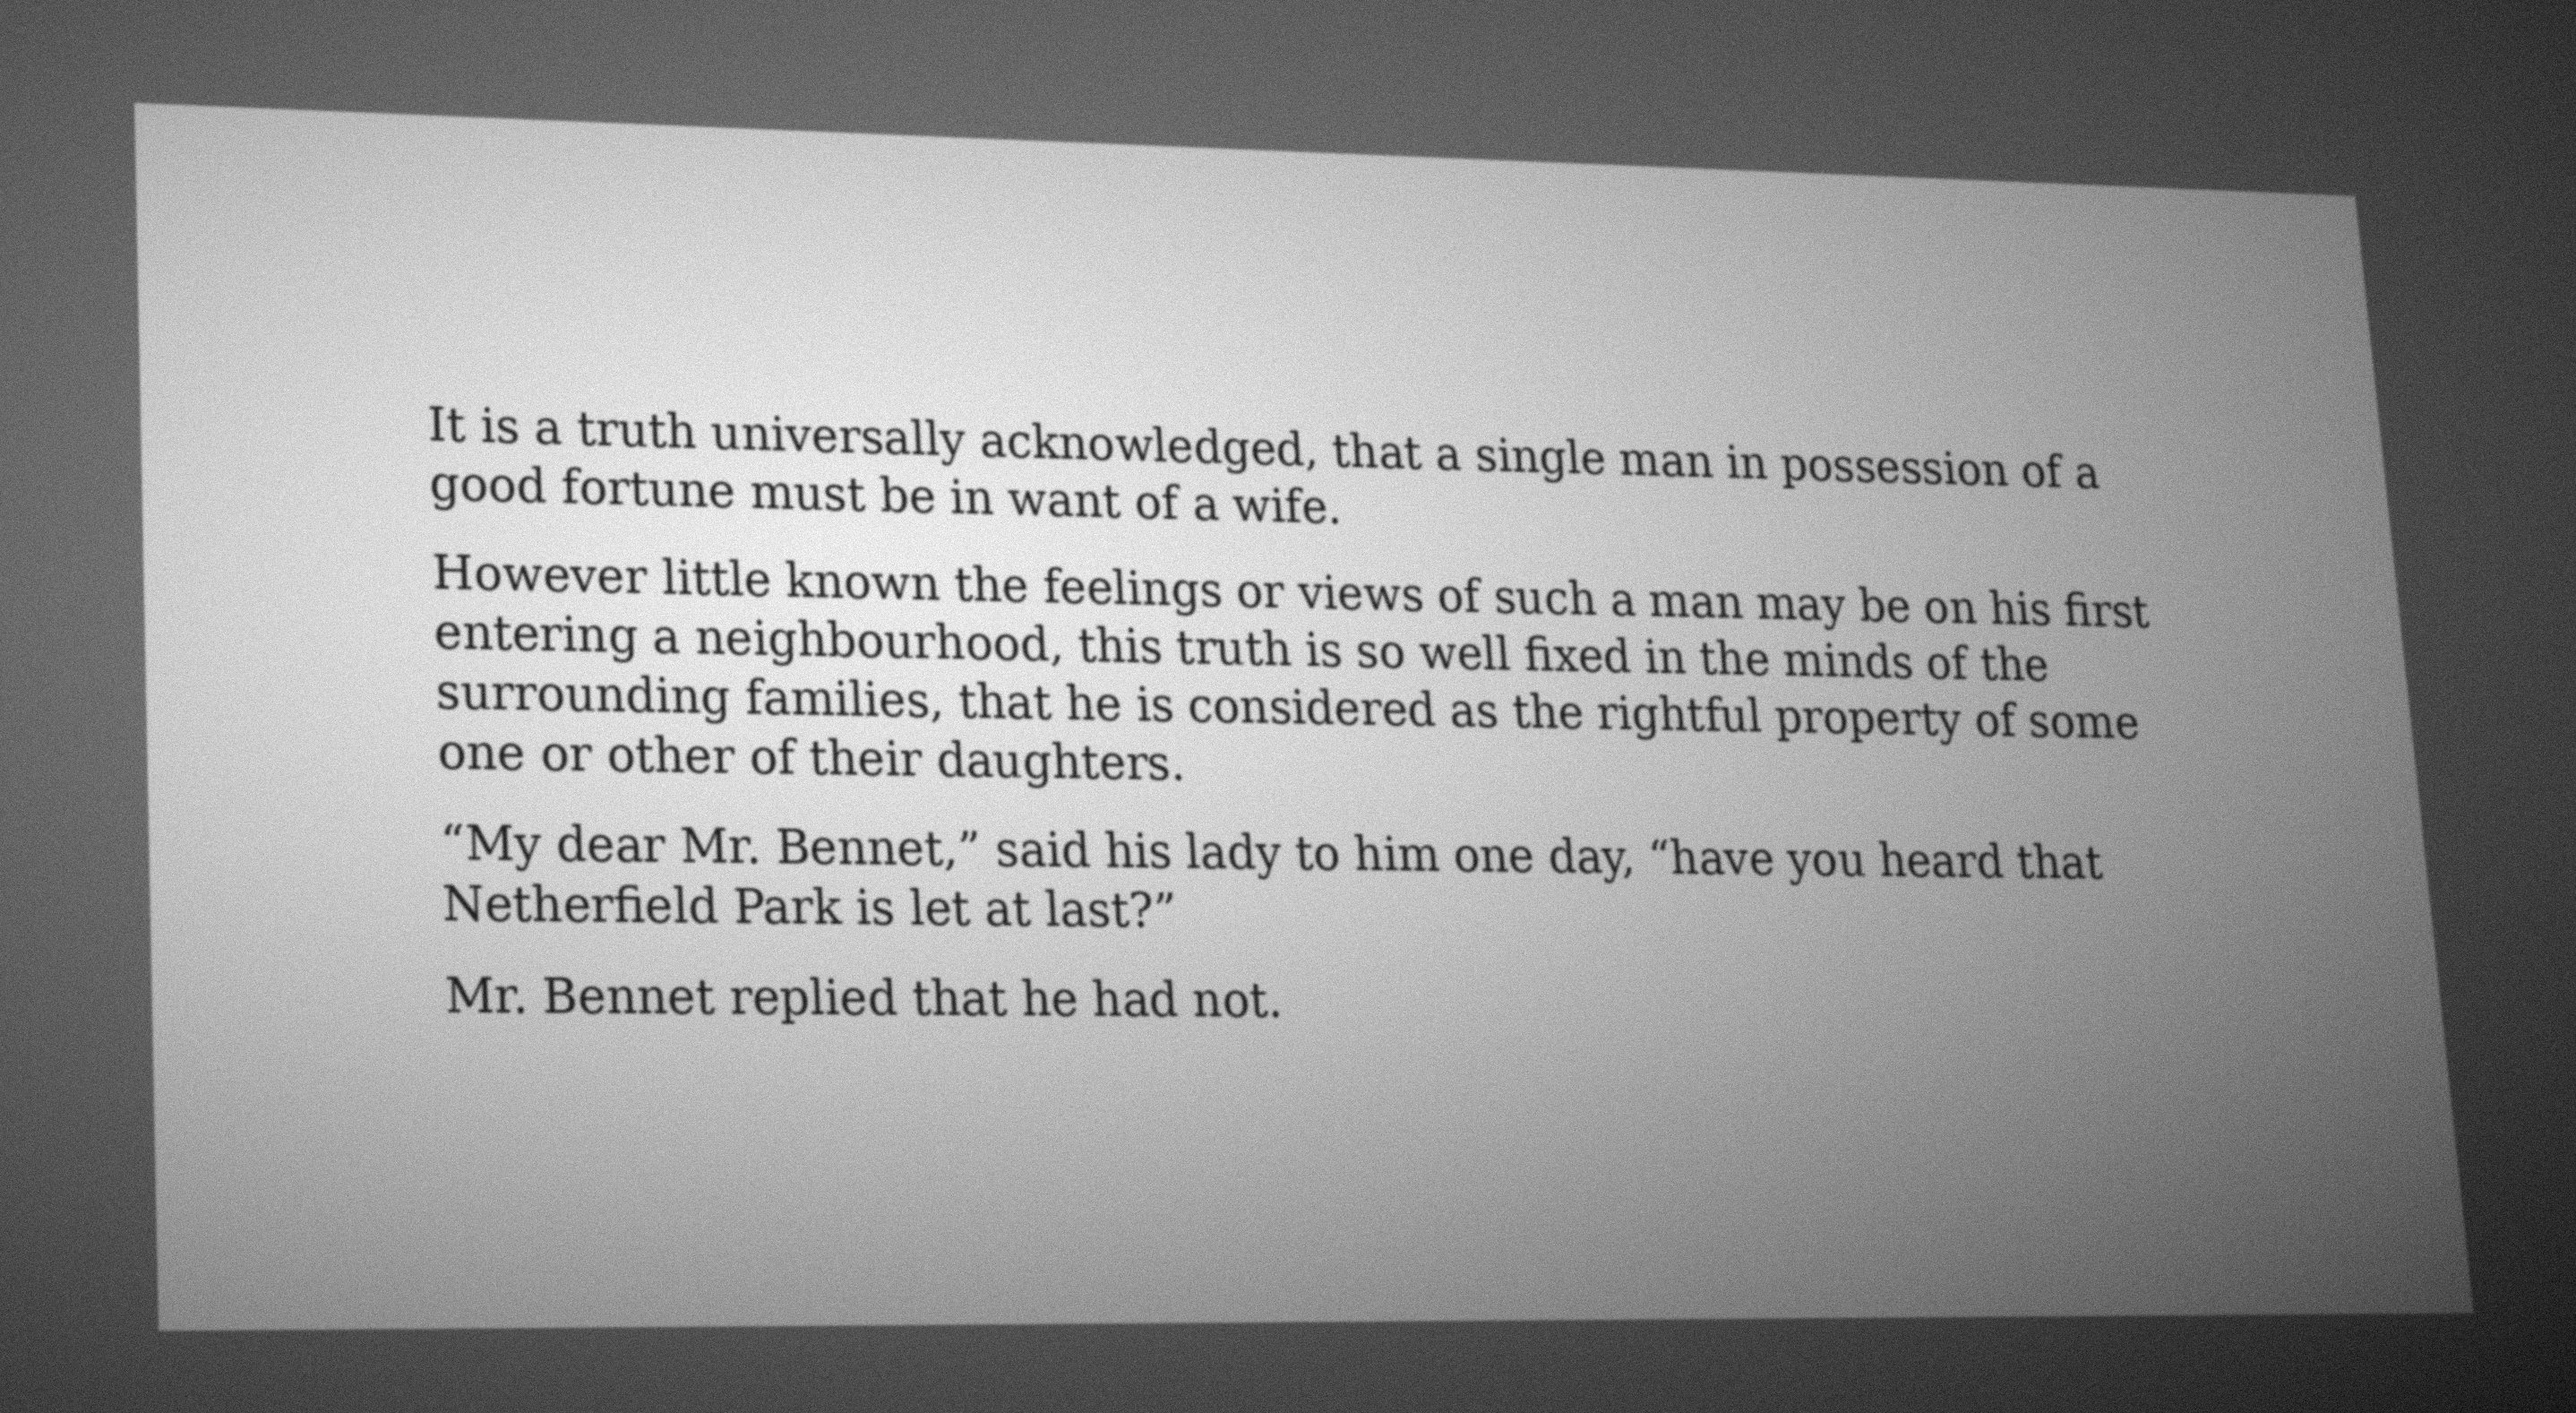 It is a truth universally acknowledged, that a single man in possession of a
good fortune must be in want of a wife.
However little known the feelings or views of such a man may be on his first
entering a neighbourhood, this truth is so well fixed in the minds of the
surrounding families, that he is considered as the rightful property of some
one or other of their daughters.
“My dear Mr. Bennet,” said his lady to him one day, “have you heard that
Netherfield Park is let at last?”
Mr. Bennet replied that he had not.